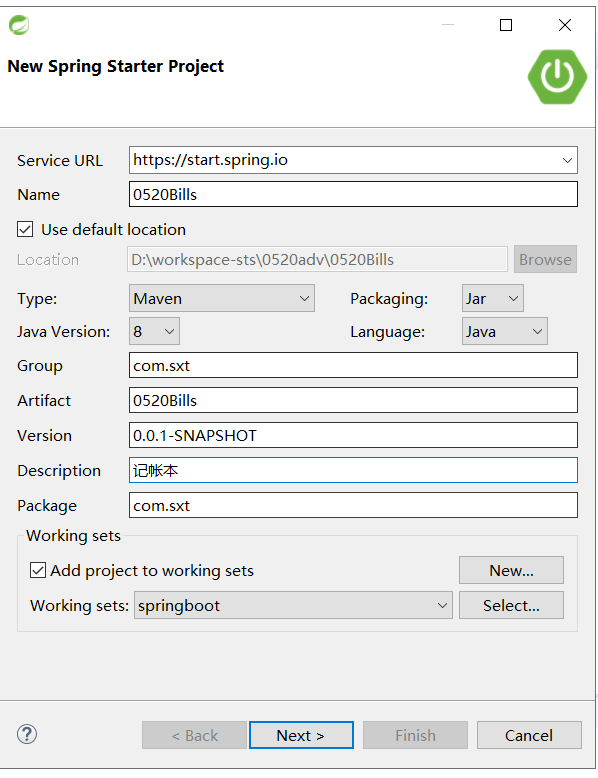 New Spring Starter Project
Service URL https://start.spring.io
Name 0520Bills
Use default location
Location D:\workspace-sts\0520adv\0520Bills Browse
Type: Maven Packaging: Jar
Java Version: 8 Language: Java
Group com.sxt
Artifact 0520Bills
Version 0.0.1-SNAPSHOT
Description 记帐本
Package com.sxt
Working sets
Add project to working sets New...
Working sets: springboot Select...
? < Back Next > Finish Cancel